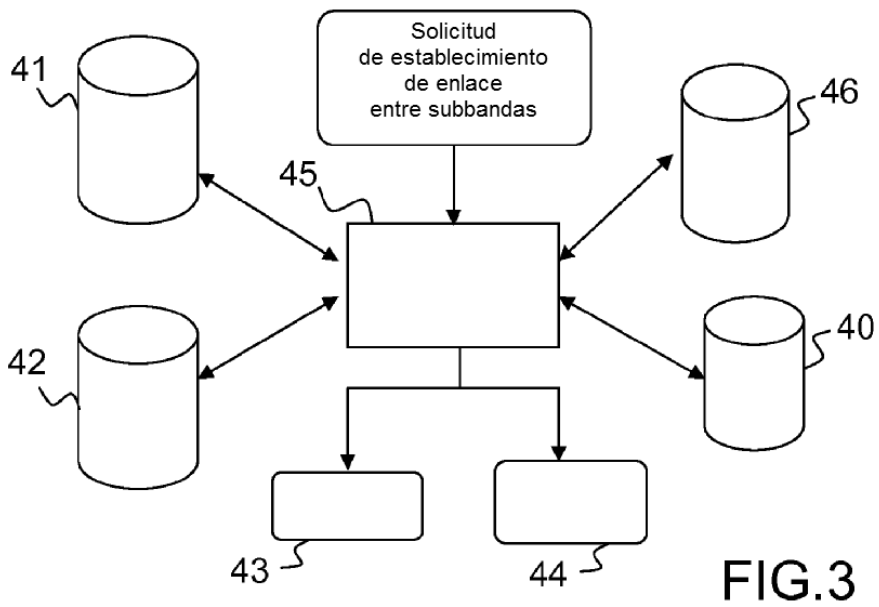 Solicitud
de establecimiento
de enlace
entre subbandas
41
46
45
42
40
43
44
FIG.3